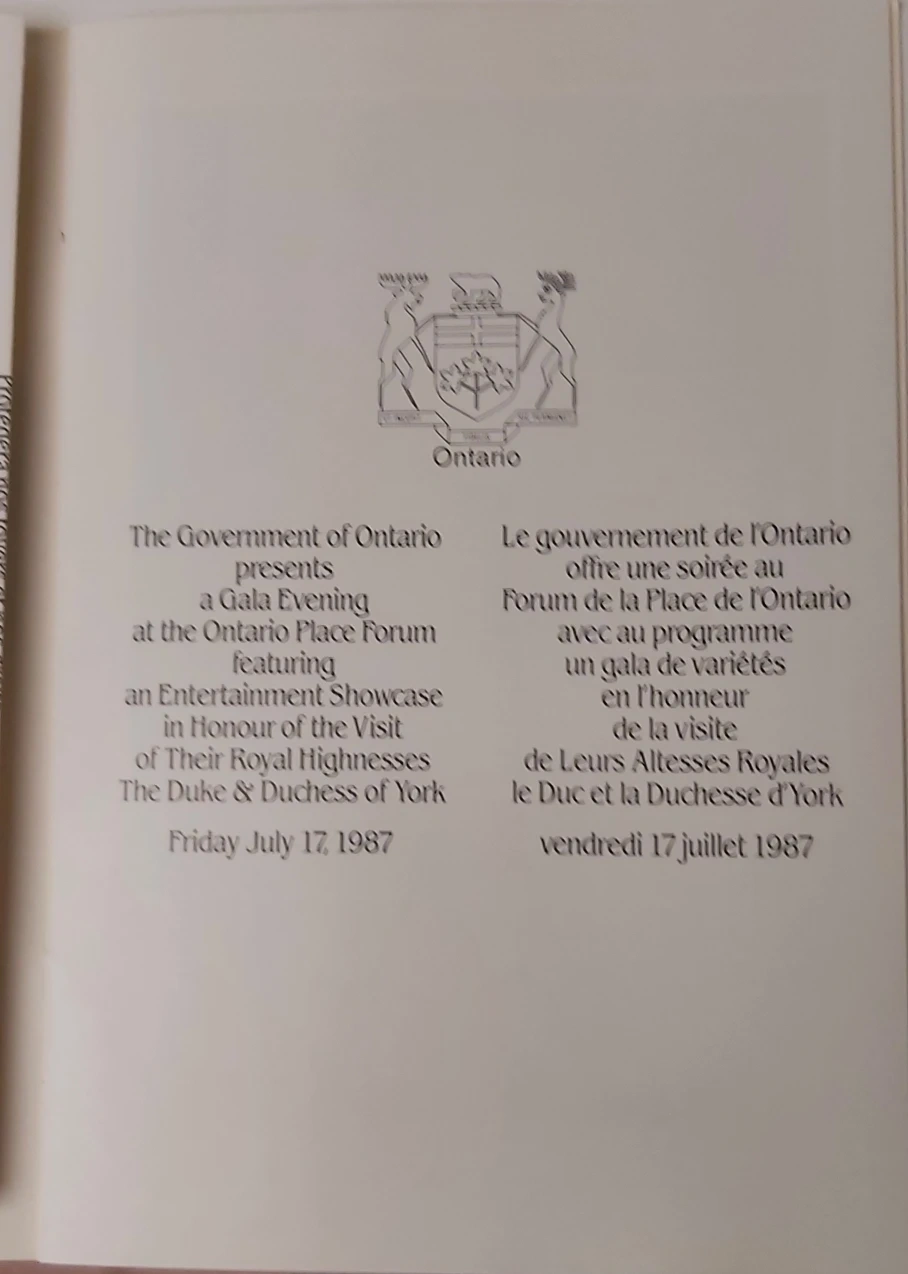 Ontario
The Government of Ontario
presents
a Gala Evening
at the Ontario Place Forum
featuring
an Entertainment Showcase
in Honour of the Visit
of Their Royal Highnesses
The Duke & Duchess of York
Friday July 17, 1987
Le gouvernement de l'Ontario
offre une soirée au
Forum de la Place de l'Ontario
avec au programme
un gala de variétés
en l'honneur
de la visite
de Leurs Altesses Royales
le Duc et la Duchesse d'York
vendredi 17 juillet 1987